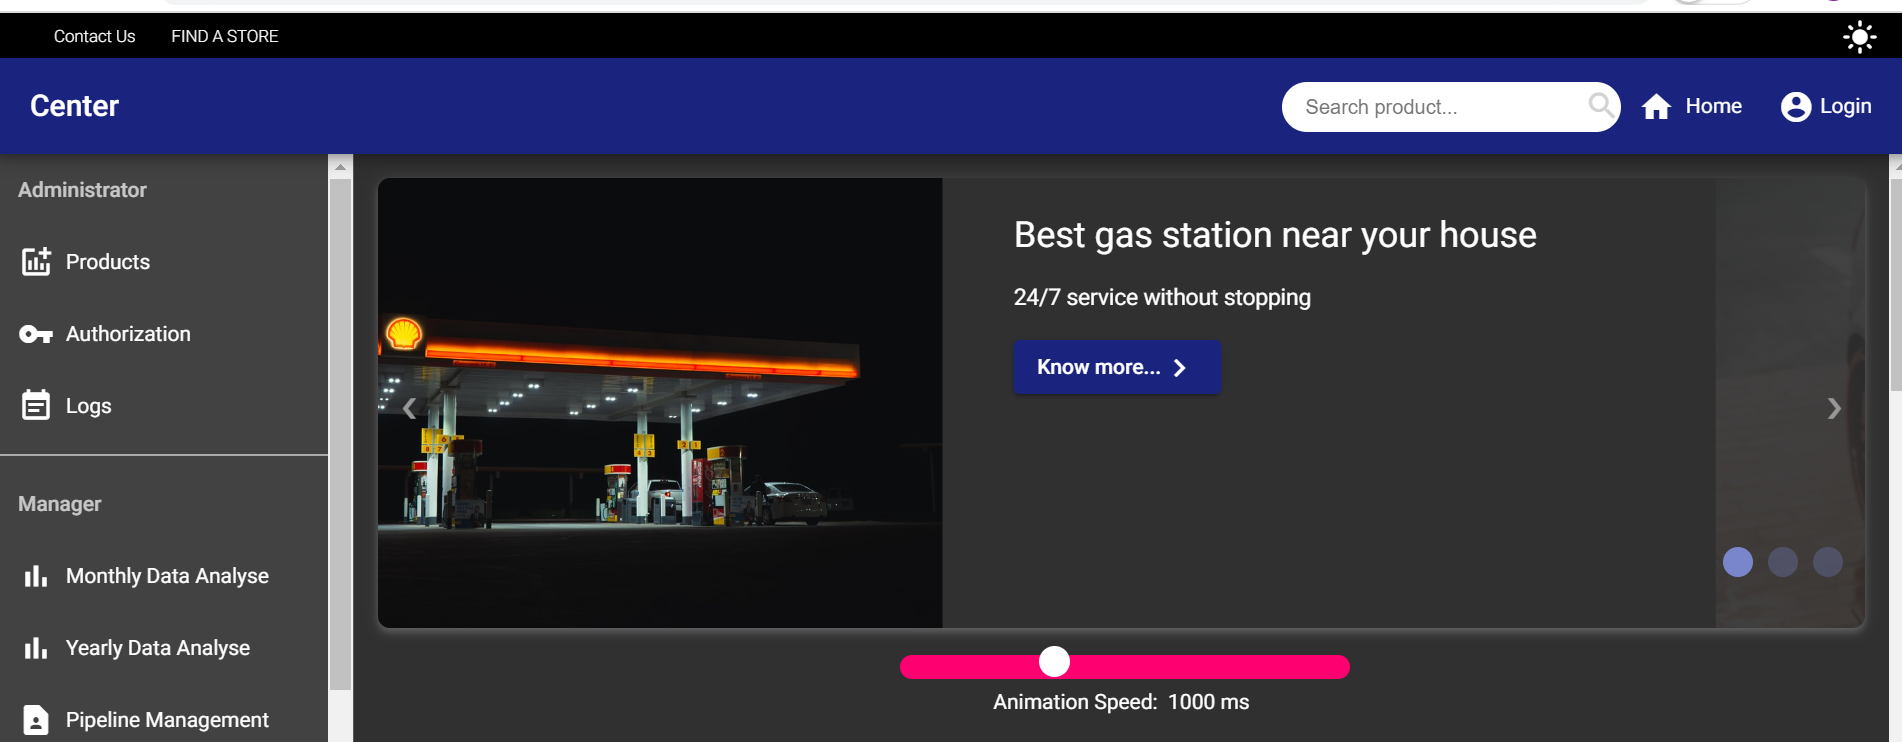 Contact Us FIND A STORE
Center
Search product... Home Login
Administrator
Products
Authorization
Logs
Manager
Monthly Data Analyse
Yearly Data Analyse
Pipeline Management
Best gas station near your house
24/7 service without stopping
Know more...
Animation Speed: 1000 ms